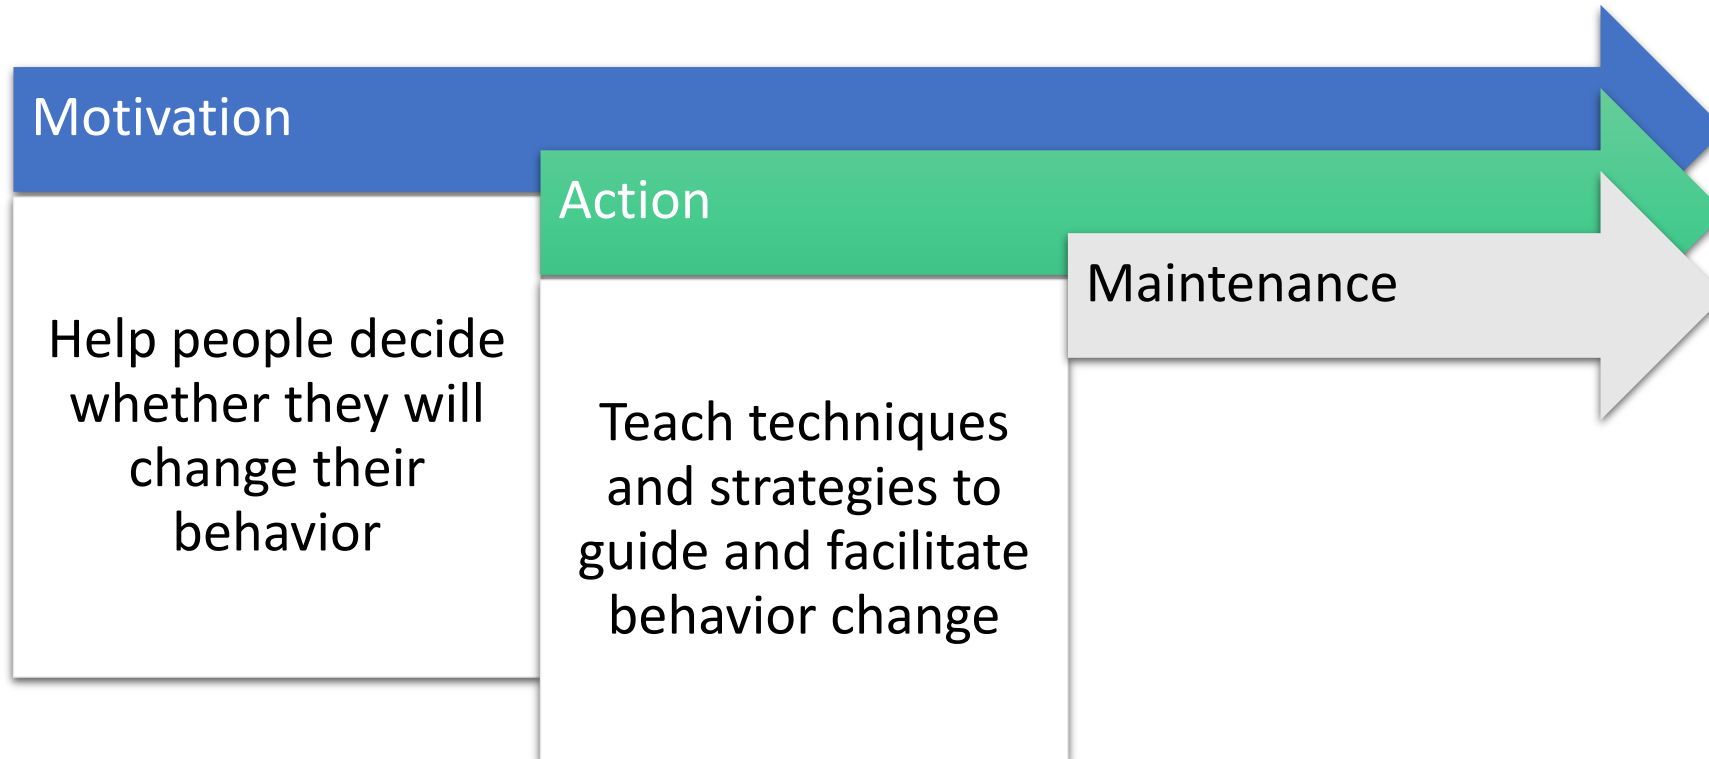 Motivation
Help people decide
whether they will
change their
behavior
Action
Teach techniques
and strategies to
guide and facilitate
behavior change
Maintenance